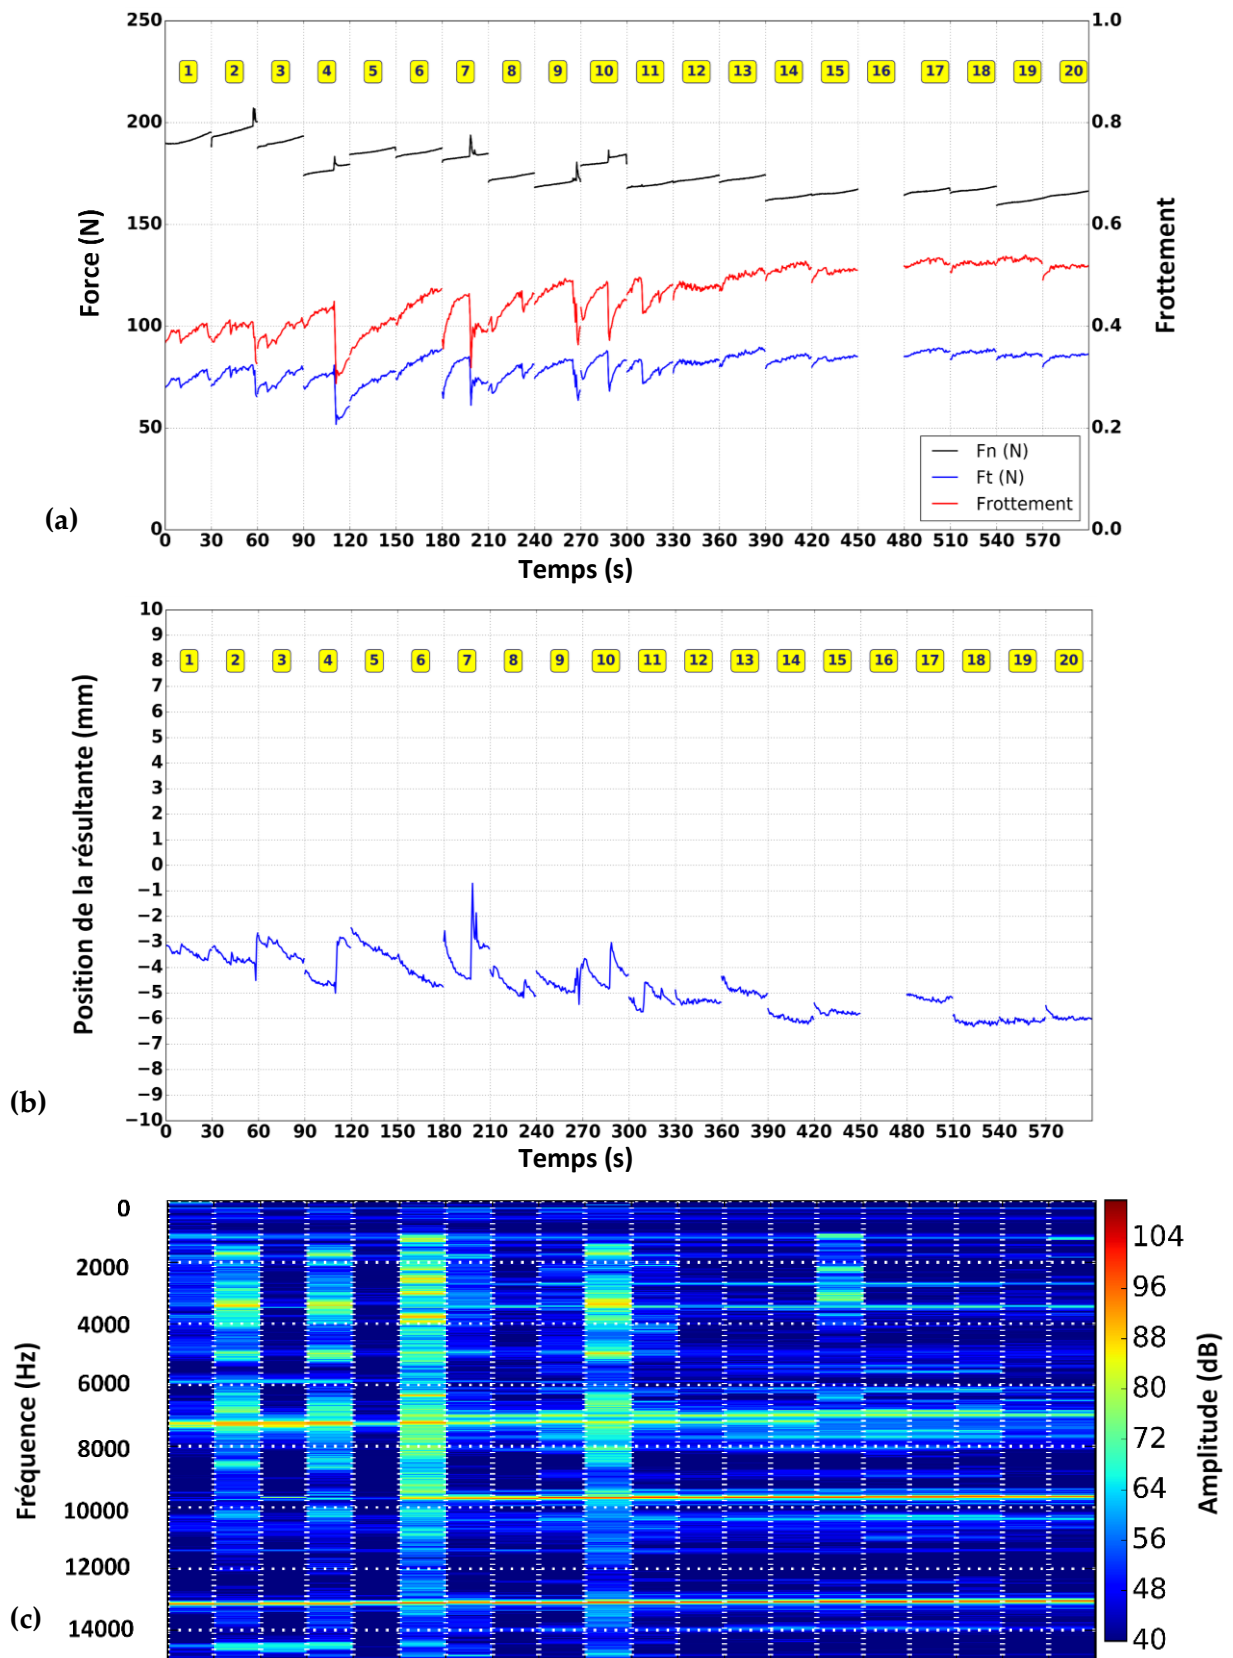 250
200
150
100
50
0
Force (N)
1 2 3 4 5 6 7 8 9 10 11 12 13 14 15 16 17 18 19 20
1.0
0.8
0.6
0.4
0.2
0.0
Frottement
Fn (N)
Ft (N)
Frottement
(a)
0 30 60 90 120 150 180 210 240 270 300 330 360 390 420 450 480 510 540 570
Temps (s)
10
9
8
7
6
5
4
3
2
1
0
−1
−2
−3
−4
−5
−6
−7
−8
−9
−10
Position de la résultante (mm)
1 2 3 4 5 6 7 8 9 10 11 12 13 14 15 16 17 18 19 20
(b)
0 30 60 90 120 150 180 210 240 270 300 330 360 390 420 450 480 510 540 570
Temps (s)
0
2000
4000
6000
8000
10000
12000
14000
Fréquence (Hz)
(c)
104
96
88
80
72
64
56
48
40
Amplitude (dB)